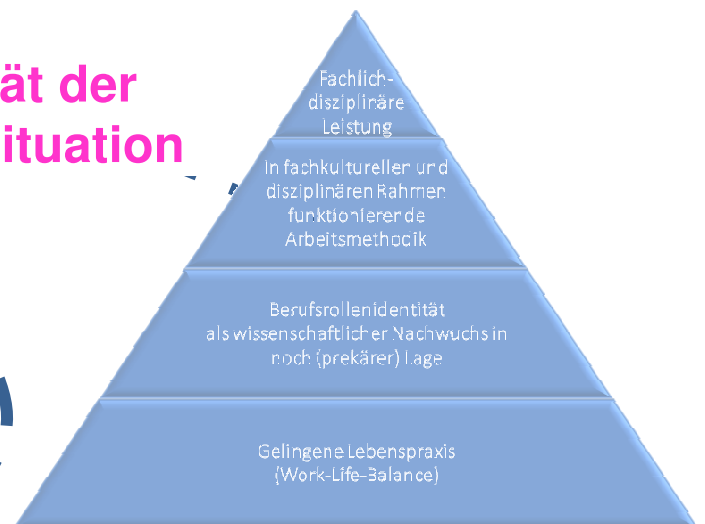 ät der
ituation
Fachlich-
disziplinäre
Leistung
In fachkultureller und
disziplinären Rahmen
funktionierende
Arbeitsmethodik
Berufsrollenidentität
als wissenschaftlicher Nachwuchs in
noch (prekärer) Lage
Gelingene Lebenspraxis
(Work-Life-Balance)